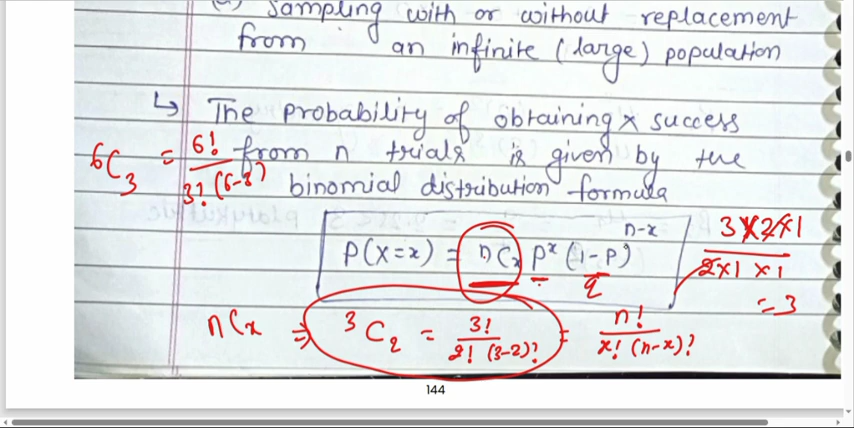 Sampling with or without replacement
from an infinite (large) population
↳ The probability of obtaining x success
6C3 = 6! / 3! (6-3) from n trials is given by the
binomial distribution formula
P(X=x) = nCx p^x (1-P)^n-x
q
3×2×1 / 2×1×1
= 3
nCx ⇒ 3C2 = 3! / 2! (3-2)! = n! / x! (n-x)!
144